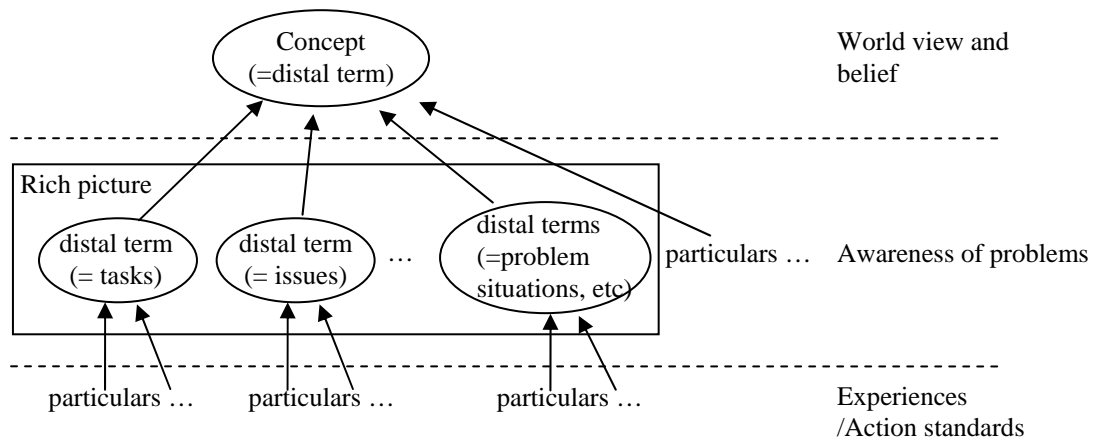 Concept
(=distal term)
World view and
belief
Rich picture
distal term
(= tasks)
distal term
(= issues)
…
distal terms
(=problem
situations, etc)
particulars …
Awareness of problems
particulars …
particulars …
particulars …
Experiences
/Action standards